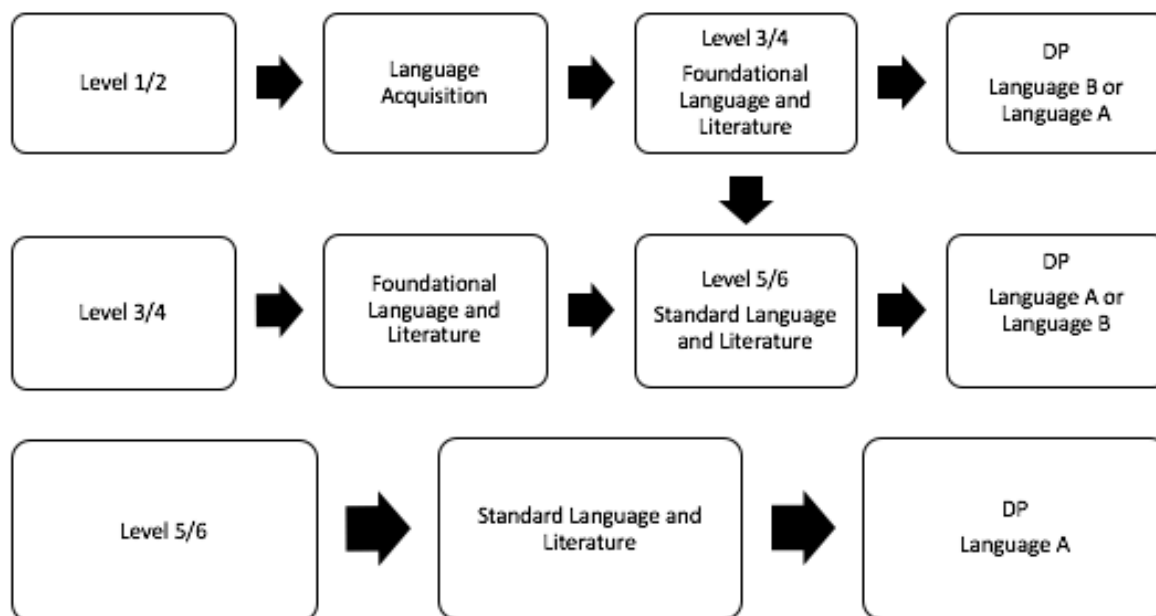 Level 1/2
Language
Acquisition
Level 3/4
Foundational
Language and
Literature
DP
Language B or
Language A
Level 3/4
Foundational
Language and
Literature
Level 5/6
Standard Language
and Literature
DP
Language A or
Language B
Level 5/6
Standard Language and
Literature
DP
Language A